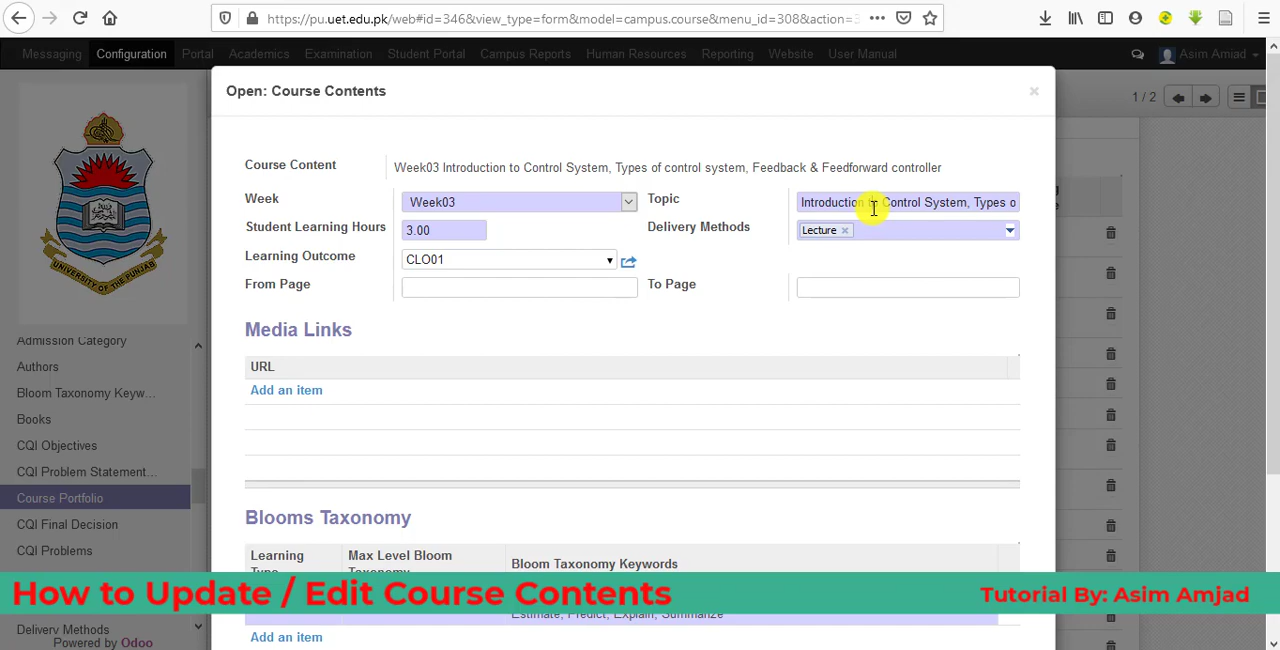 https://pu.uet.edu.pk/web#id=346&view_type=form&model=campus.course&menu_id=308&action=
Messaging Configuration Portal Academics Examination Student Portal Campus Reports Human Resources Reporting Website User Manual Asim Amjad
Open: Course Contents ×
1 / 2
UNIVERSITY OF THE PUNJAB
Course Content Week03 Introduction to Control System, Types of control system, Feedback & Feedforward controller
Week Week03 Topic Introduction to Control System, Types o
Student Learning Hours 3.00 Delivery Methods Lecture ×
Learning Outcome CLO01
From Page To Page
Media Links
URL
Add an item
Blooms Taxonomy
Learning Max Level Bloom Bloom Taxonomy Keywords
Estimate, Predict, Explain, Summarize
Add an item
Admission Category
Authors
Bloom Taxonomy Keyw...
Books
CQI Objectives
CQI Problem Statement...
Course Portfolio
CQI Final Decision
CQI Problems
Delivery Methods
Powered by Odoo
How to Update / Edit Course Contents
Tutorial By: Asim Amjad